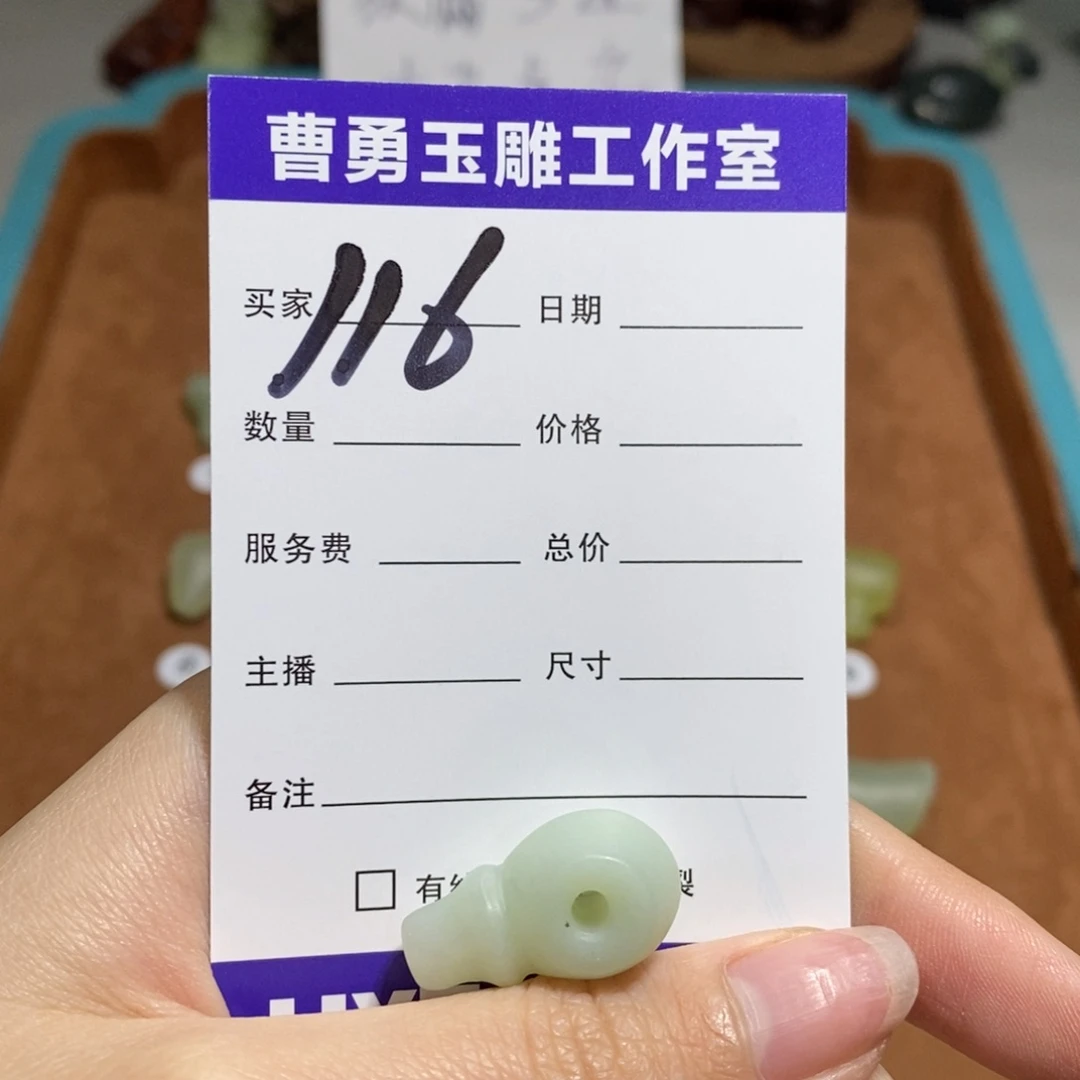 曹勇玉雕工作室
买家 116 日期
数量 价格
服务费 总价
主播 尺寸
备注
有 裂